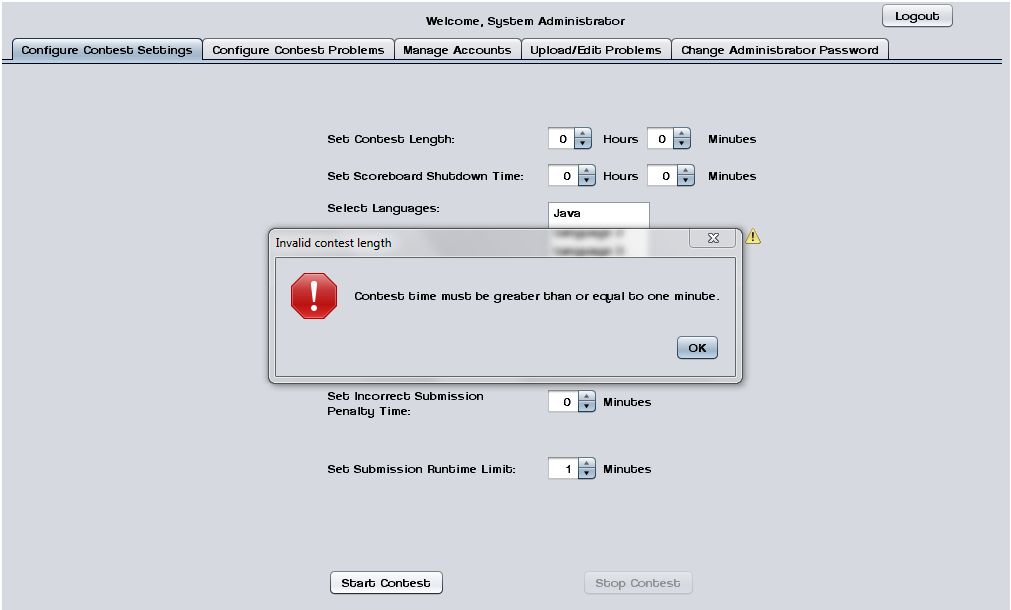 Welcome, System Administrator
Logout
Configure Contest Settings Configure Contest Problems Manage Accounts Upload/Edit Problems Change Administrator Password
Set Contest Length: 0 Hours 0 Minutes
Set Scoreboard Shutdown Time: 0 Hours 0 Minutes
Select Languages: Java
Invalid contest length
Contest time must be greater than or equal to one minute.
OK
Set Incorrect Submission
Penalty Time: 0 Minutes
Set Submission Runtime Limit: 1 Minutes
Start Contest Stop Contest